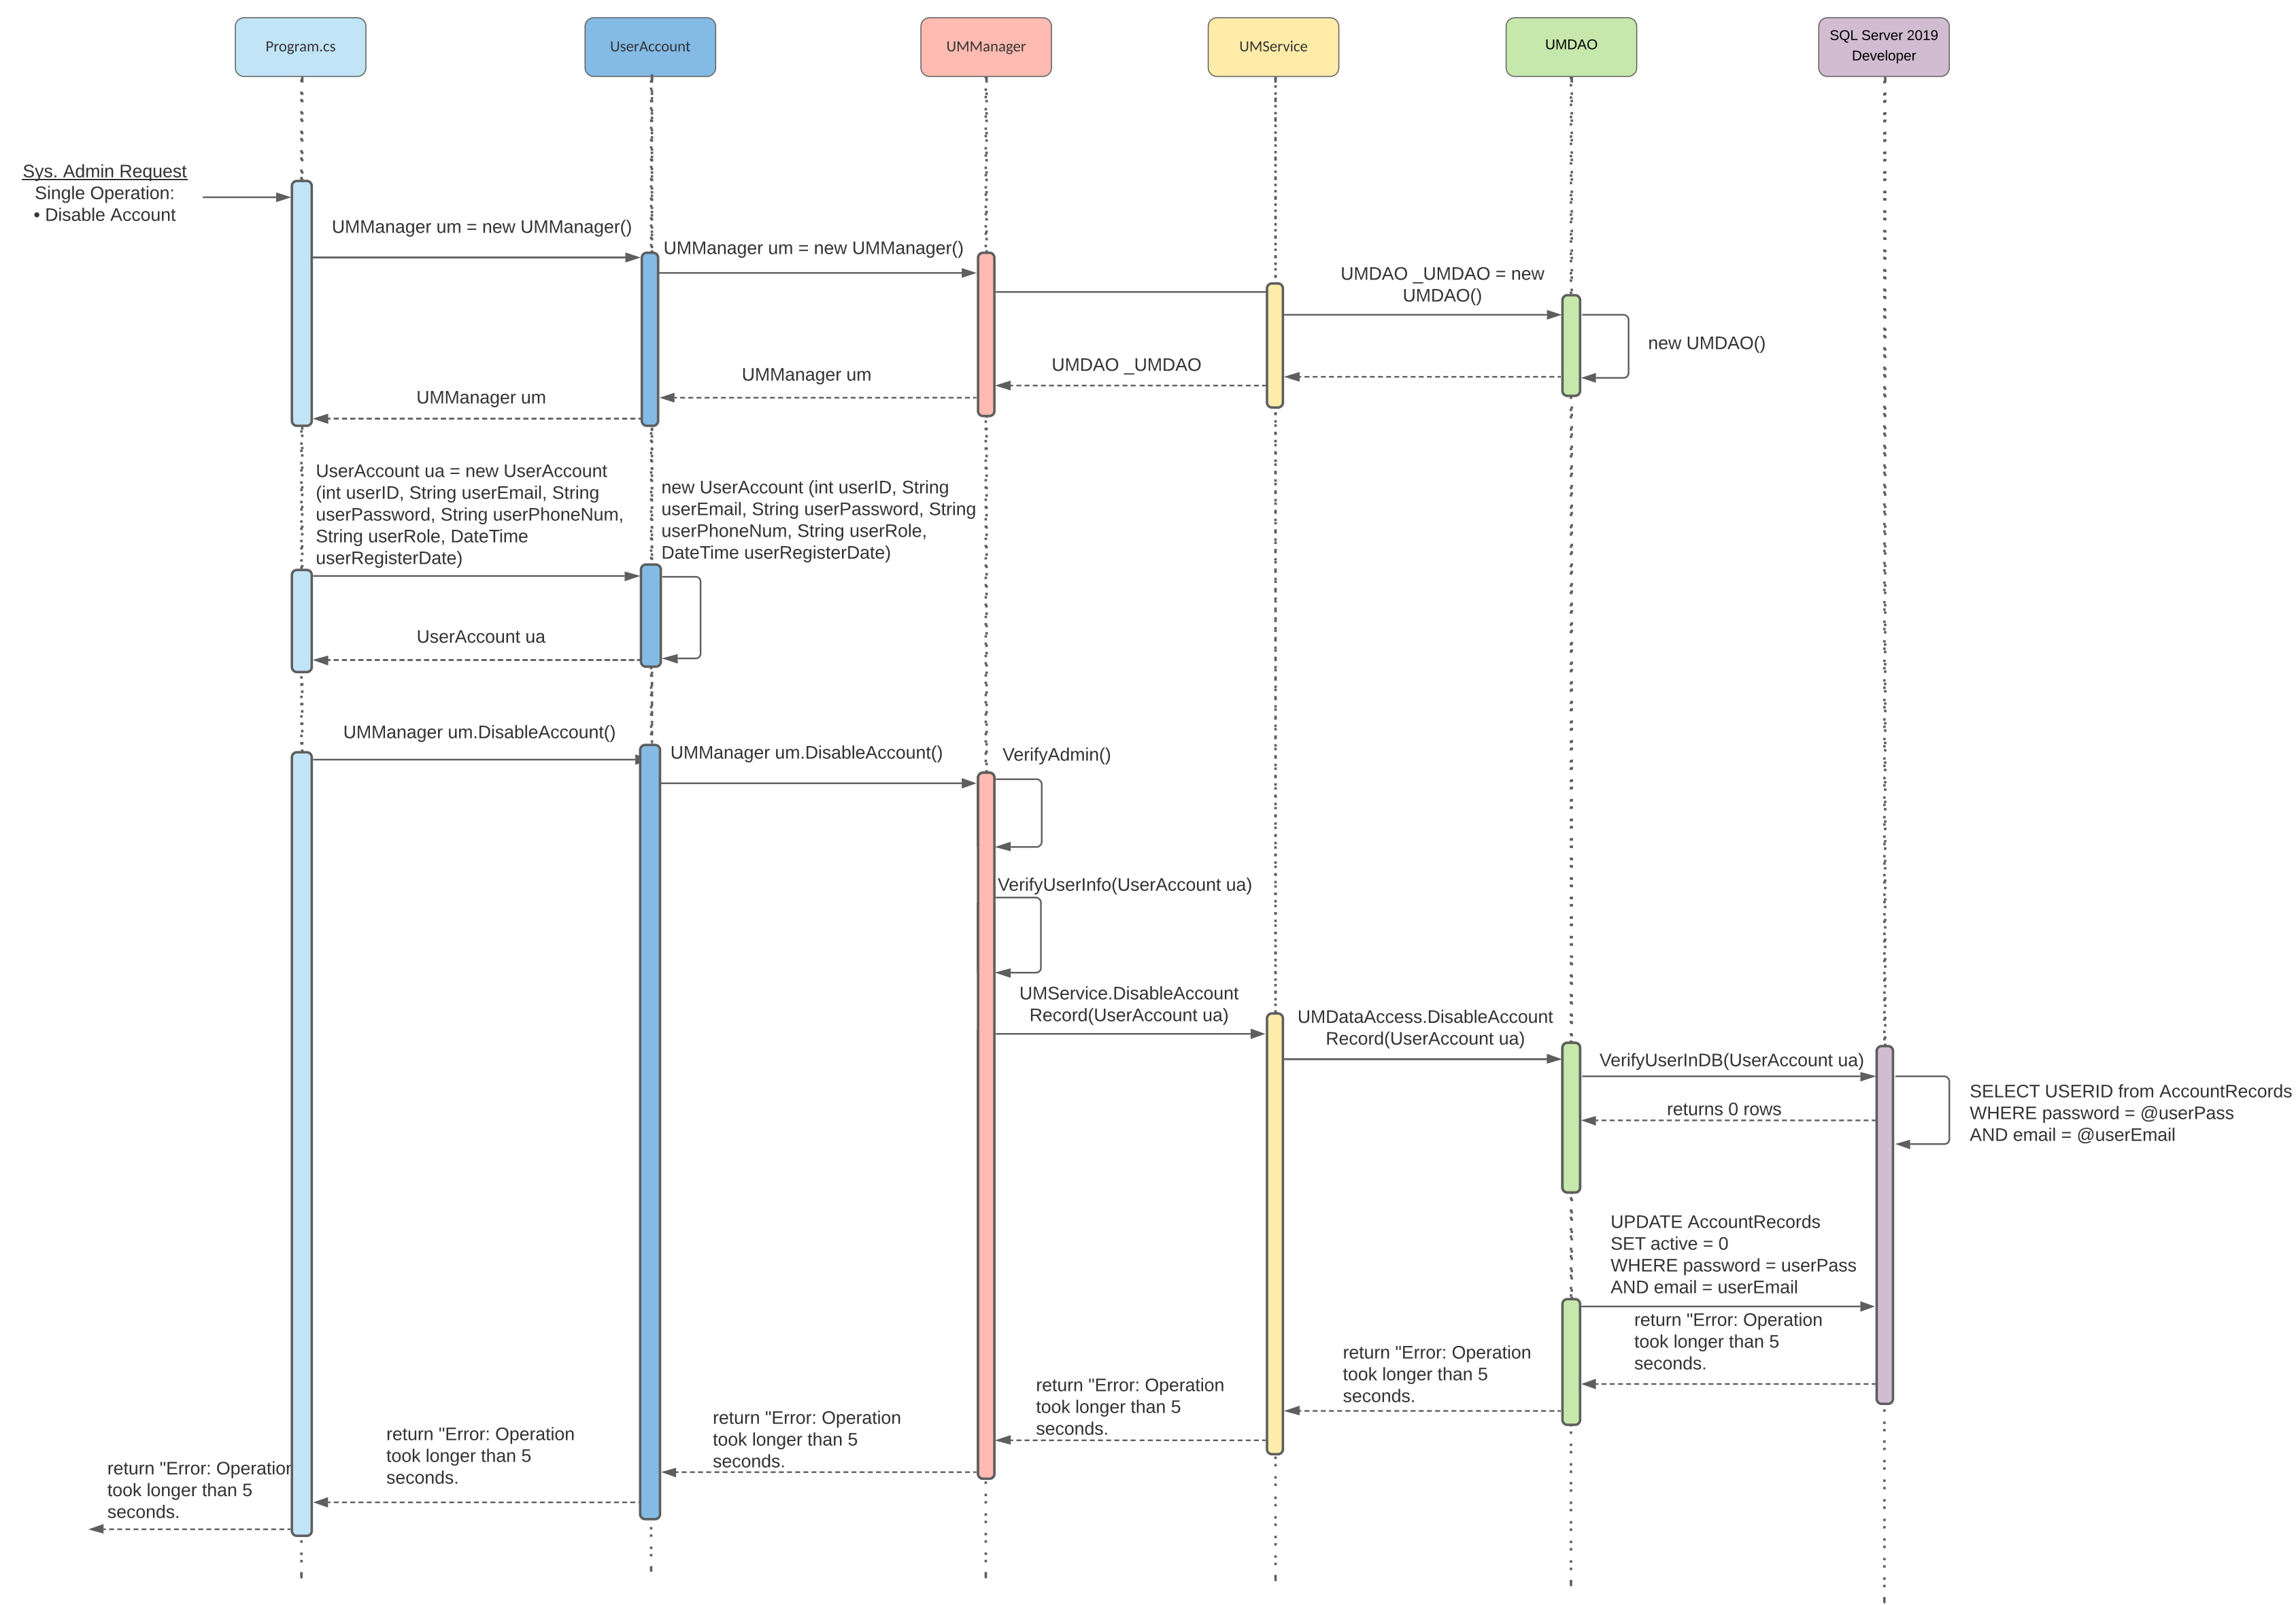 Program.cs
UserAccount
UMManager
UMService
UMDAO
SQL Server 2019
Developer
Sys. Admin Request
Single Operation:
• Disable Account
UMManager um = new UMManager()
UMManager um = new UMManager()
UMDAO _UMDAO = new
UMDAO()
new UMDAO()
UMDAO _UMDAO
UMManager um
UMManager um
UserAccount ua = new UserAccount
(int userID, String userEmail, String
userPassword, String userPhoneNum,
String userRole, DateTime
userRegisterDate)
new UserAccount (int userID, String
userEmail, String userPassword, String
userPhoneNum, String userRole,
DateTime userRegisterDate)
UserAccount ua
UMManager um.DisableAccount()
UMManager um.DisableAccount()
VerifyAdmin()
VerifyUserInfo(UserAccount ua)
UMService.DisableAccount
Record(UserAccount ua)
UMDataAccess.DisableAccount
Record(UserAccount ua)
VerifyUserInDB(UserAccount ua)
returns 0 rows
SELECT USERID from AccountRecords
WHERE password = @userPass
AND email = @userEmail
UPDATE AccountRecords
SET active = 0
WHERE password = userPass
AND email = userEmail
return "Error: Operation
took longer than 5
seconds.
return "Error: Operation
took longer than 5
seconds.
return "Error: Operation
took longer than 5
seconds.
return "Error: Operation
took longer than 5
seconds.
return "Error: Operation
took longer than 5
seconds.
return "Error: Operation
took longer than 5
seconds.